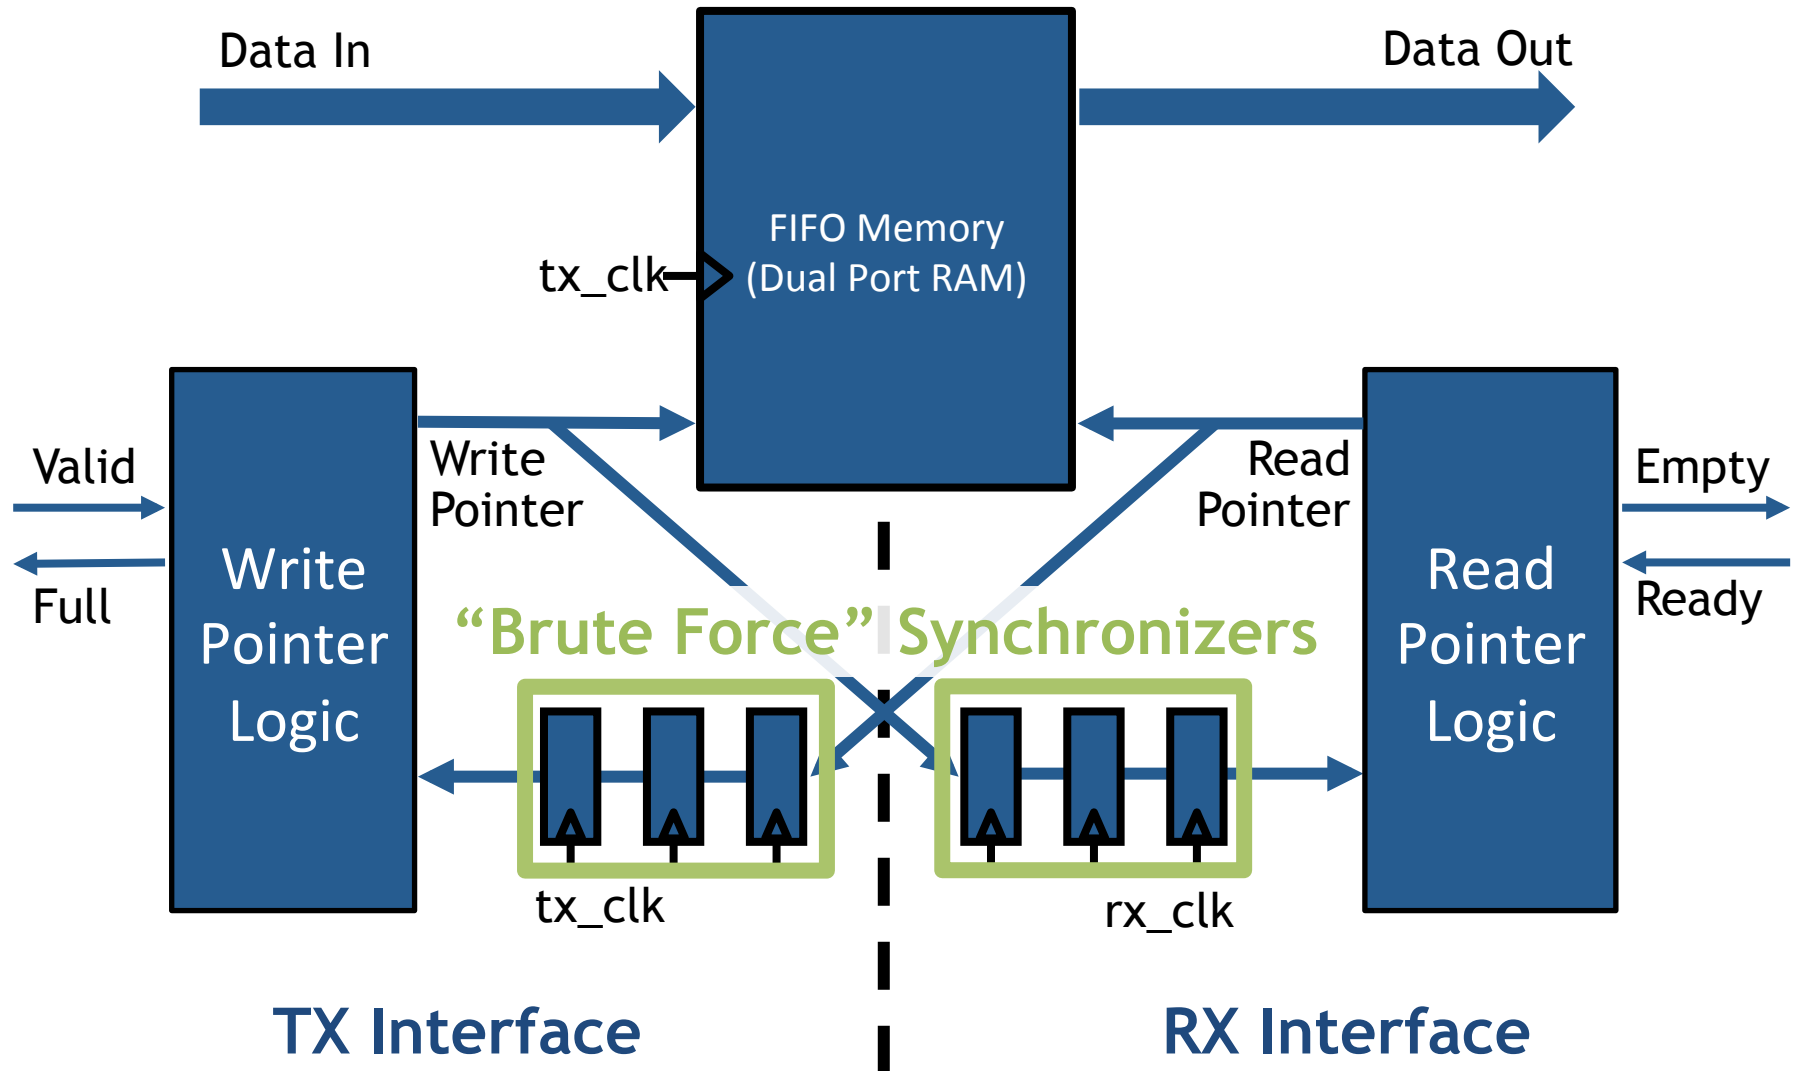 Data In
Data Out
FIFO Memory
(Dual Port RAM)
tx_clk
Valid
Full
Write
Pointer
Logic
Write
Pointer
Read
Pointer
Read
Pointer
Logic
Empty
Ready
“Brute Force” Synchronizers
tx_clk
rx_clk
TX Interface
RX Interface